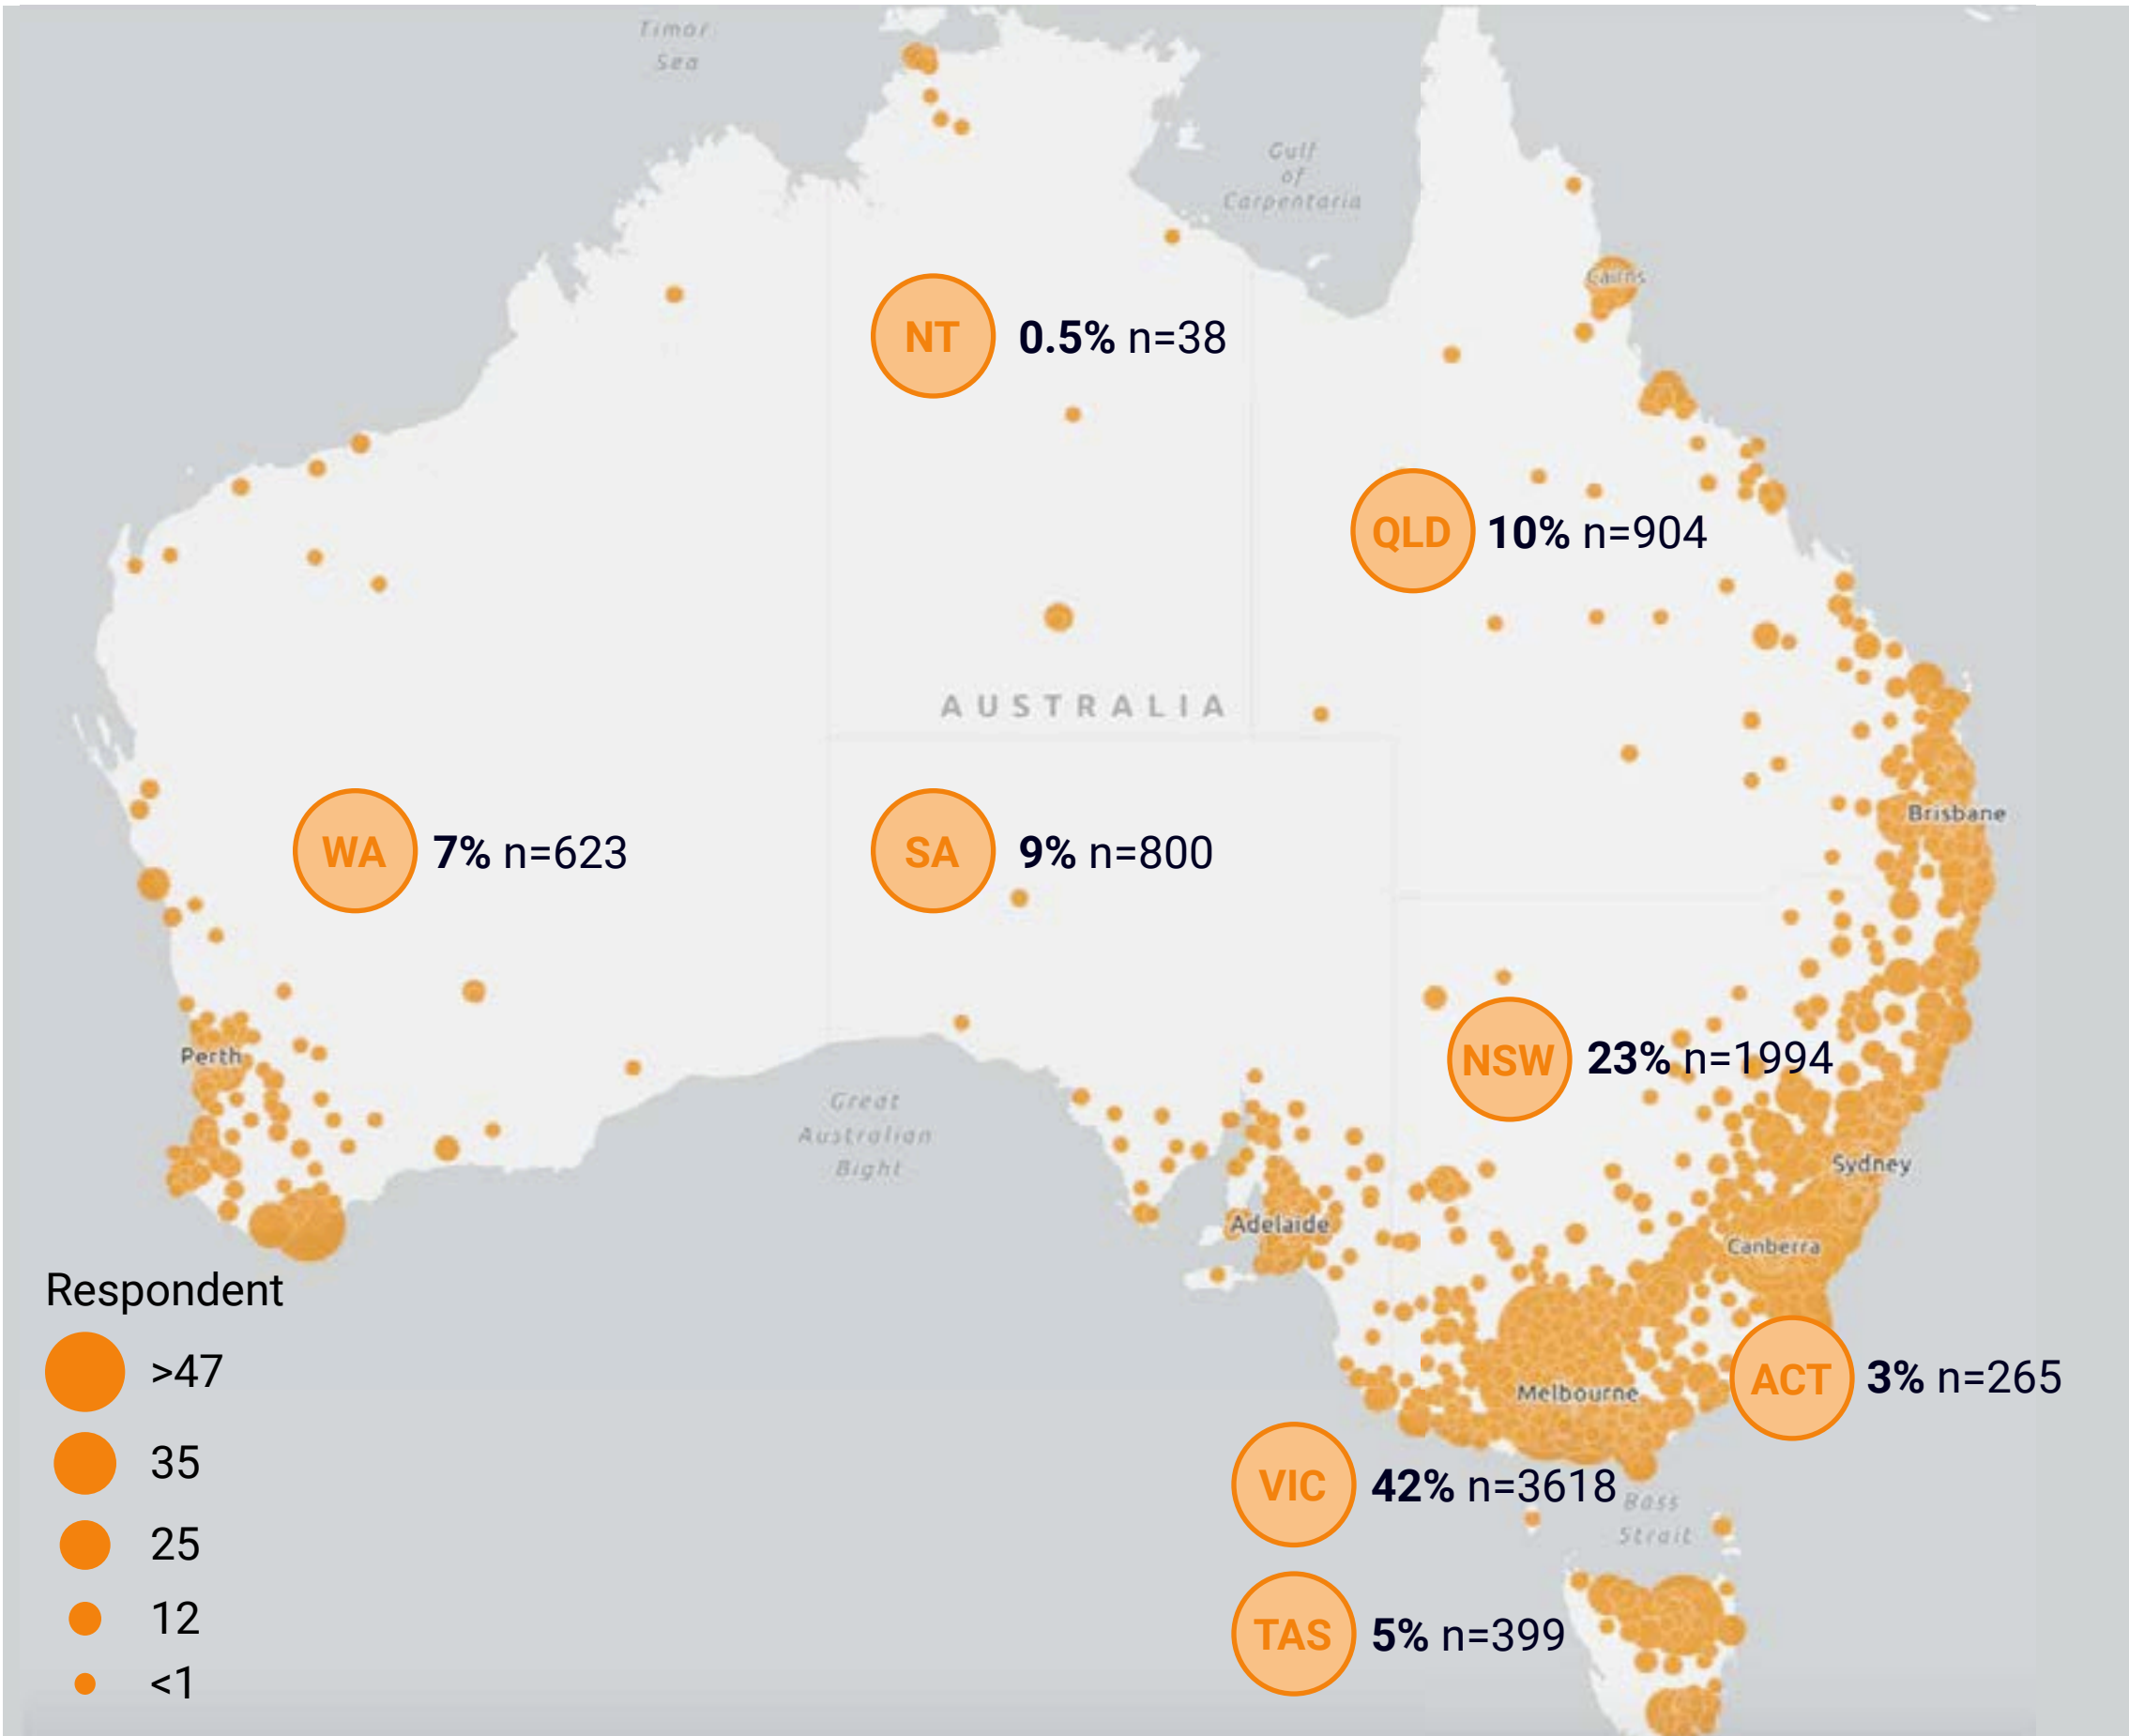 Timor
Sea
Gulf
of
Carpentaria
Cairns
NT 0.5% n=38
QLD 10% n=904
AUSTRALIA
Brisbane
WA 7% n=623
SA 9% n=800
Perth
NSW 23% n=1994
Great
Australian
Bight
Sydney
Adelaide
Canberra
Respondent
>47
35
25
12
<1
Melbourne
ACT 3% n=265
VIC 42% n=3618
Bass
Strait
TAS 5% n=399